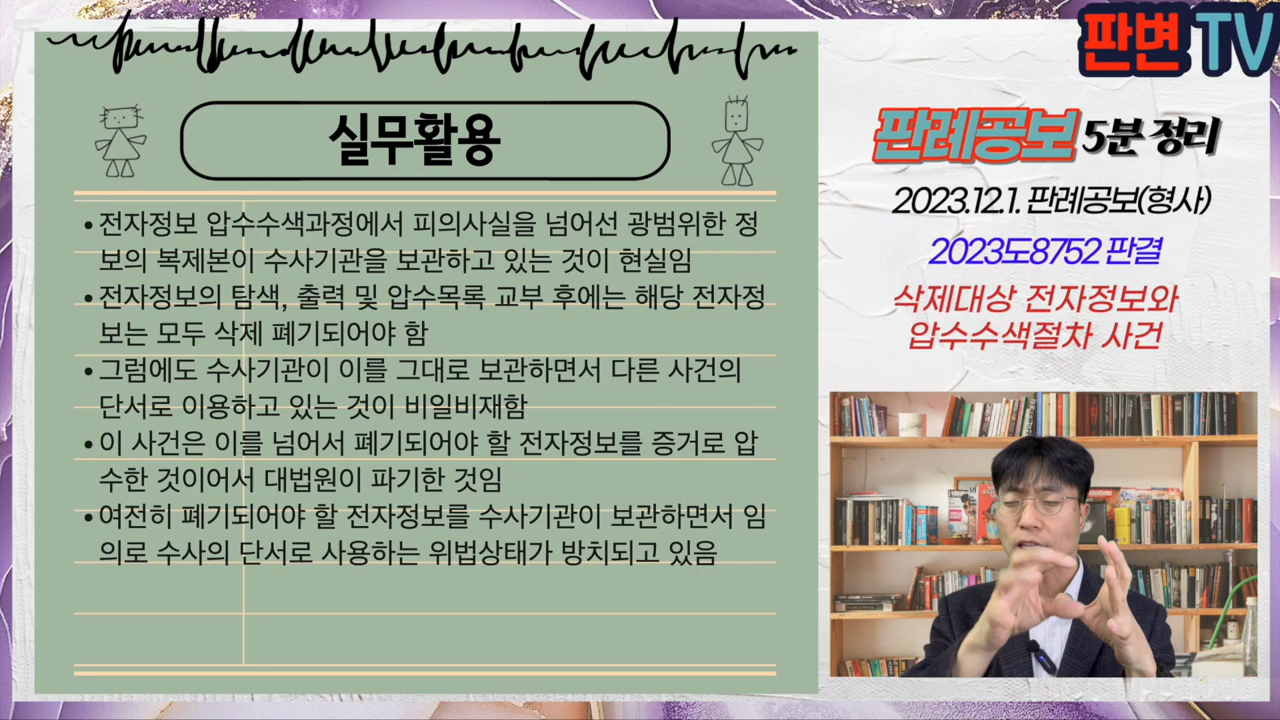 판변 TV
실무활용
• 전자정보 압수수색과정에서 피의사실을 넘어선 광범위한 정
보의 복제본이 수사기관을 보관하고 있는 것이 현실임
• 전자정보의 탐색, 출력 및 압수목록 교부 후에는 해당 전자정
보는 모두 삭제 폐기되어야 함
• 그럼에도 수사기관이 이를 그대로 보관하면서 다른 사건의
단서로 이용하고 있는 것이 비일비재함
• 이 사건은 이를 넘어서 폐기되어야 할 전자정보를 증거로 압
수한 것이어서 대법원이 파기한 것임
• 여전히 폐기되어야 할 전자정보를 수사기관이 보관하면서 임
의로 수사의 단서로 사용하는 위법상태가 방치되고 있음
판례공보 5분 정리
2023.12.1. 판례공보(형사)
2023도8752 판결
삭제대상 전자정보와
압수수색절차 사건